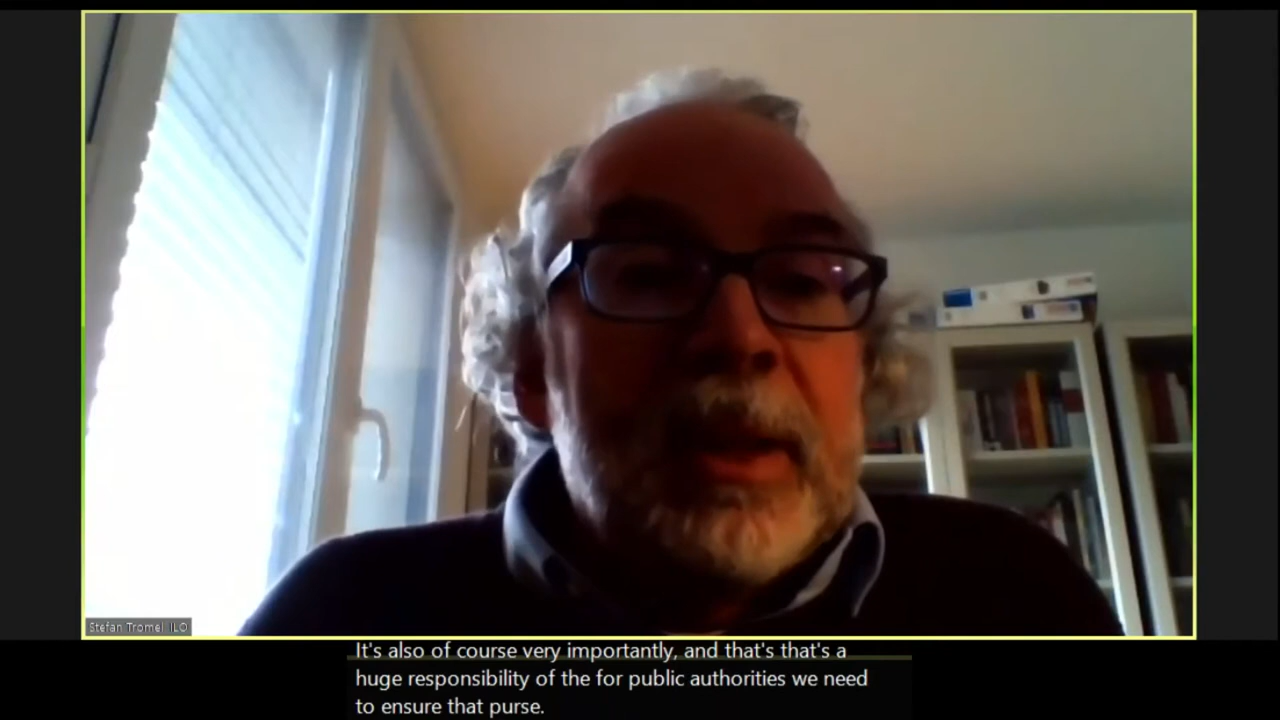 Stefan Tromel ILO
It's also of course very importantly, and that's that's a
huge responsibility of the for public authorities we need
to ensure that purse.